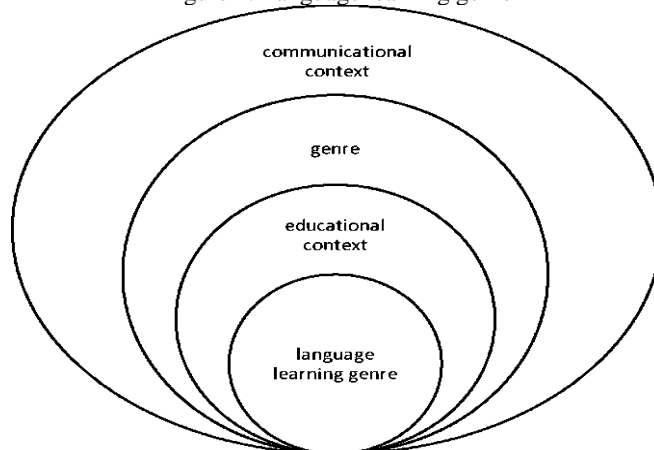 communicational
context
genre
educational
context
language
learning genre